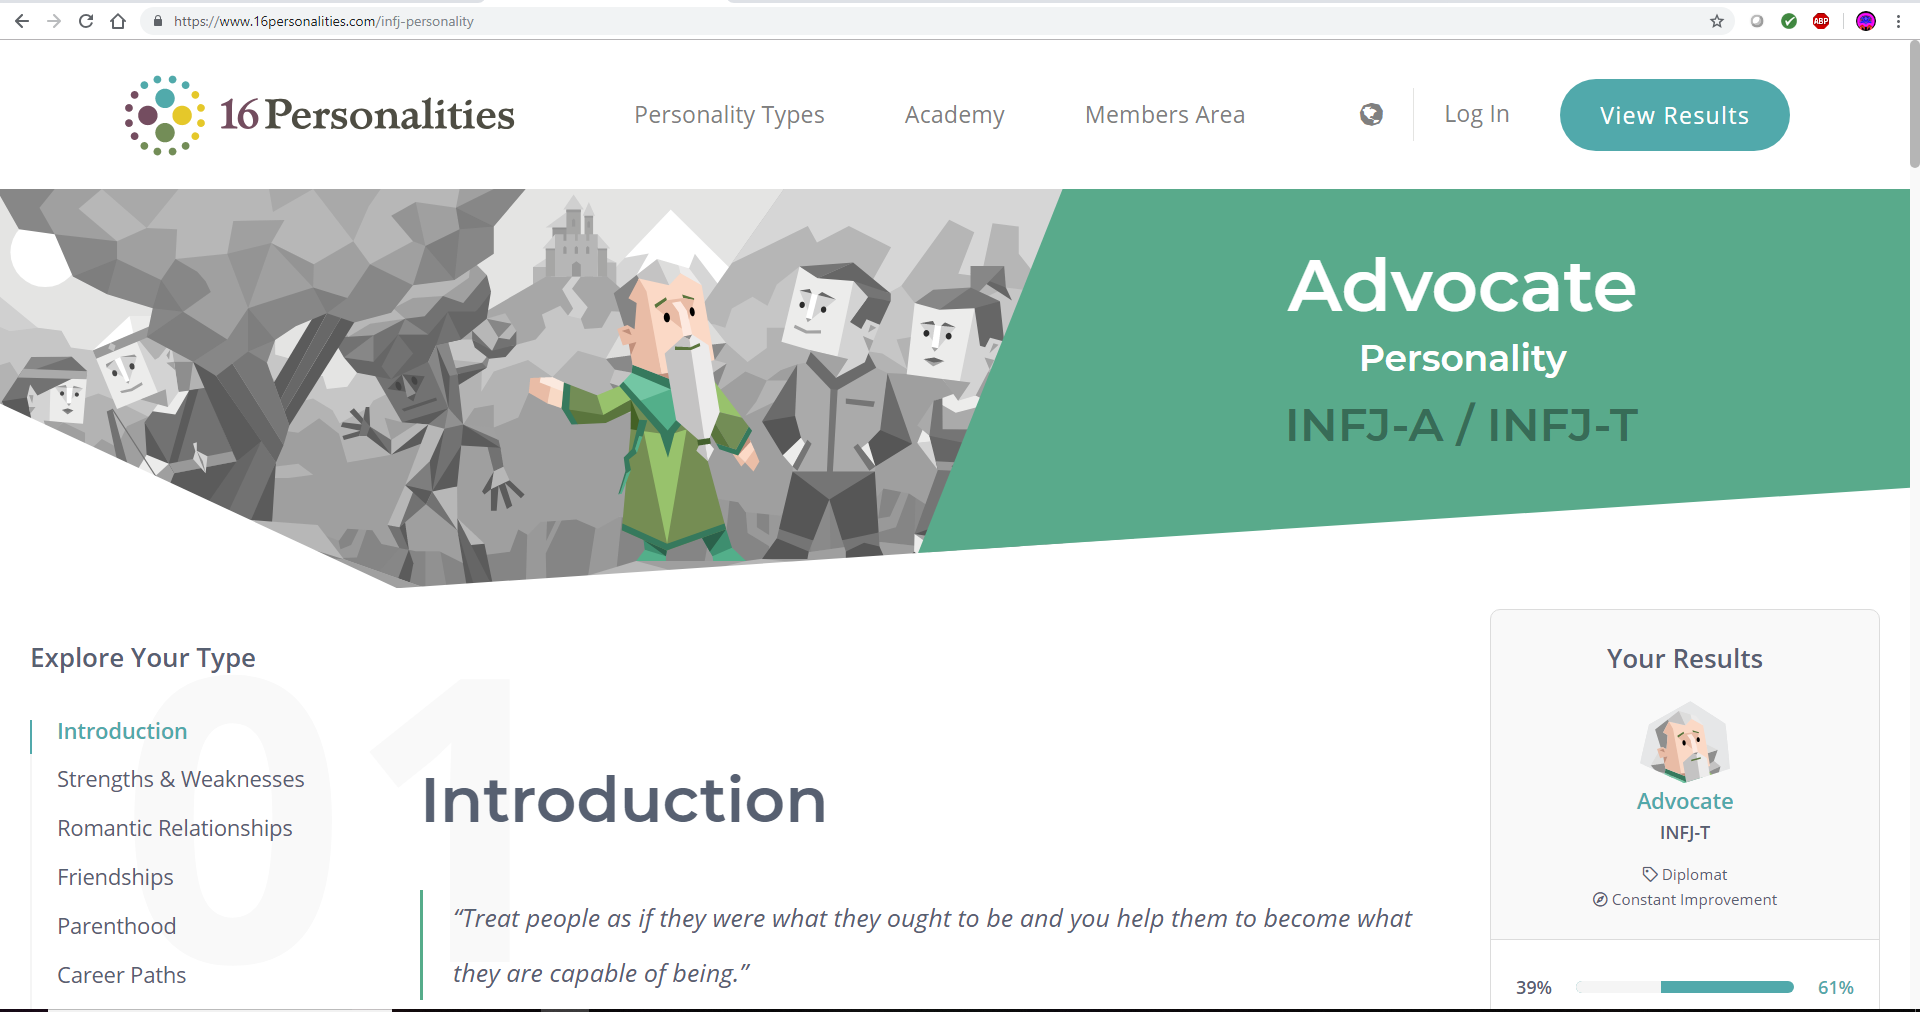 https://www.16personalities.com/infj-personality
ABP
16Personalities
Personality Types
Academy
Members Area
Log In
View Results
Advocate
Personality
INFJ-A / INFJ-T
Explore Your Type
01
Introduction
Strengths & Weaknesses
Romantic Relationships
Friendships
Parenthood
Career Paths
Introduction
“Treat people as if they were what they ought to be and you help them to become what
they are capable of being.”
Your Results
Advocate
INFJ-T
Diplomat
Constant Improvement
39%
61%